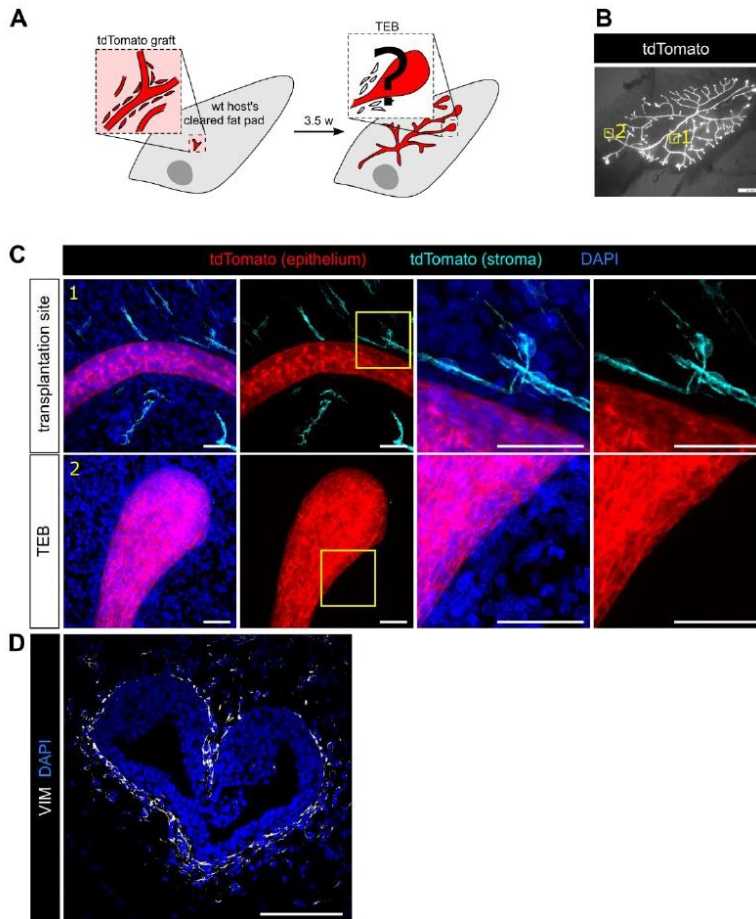 A
tdTomato graft
wt host's
cleared fat pad
3.5 w
TEB
?
B
tdTomato
2
1
C
tdTomato (epithelium) tdTomato (stroma) DAPI
transplantation site
1
TEB
2
D
VIM DAPI